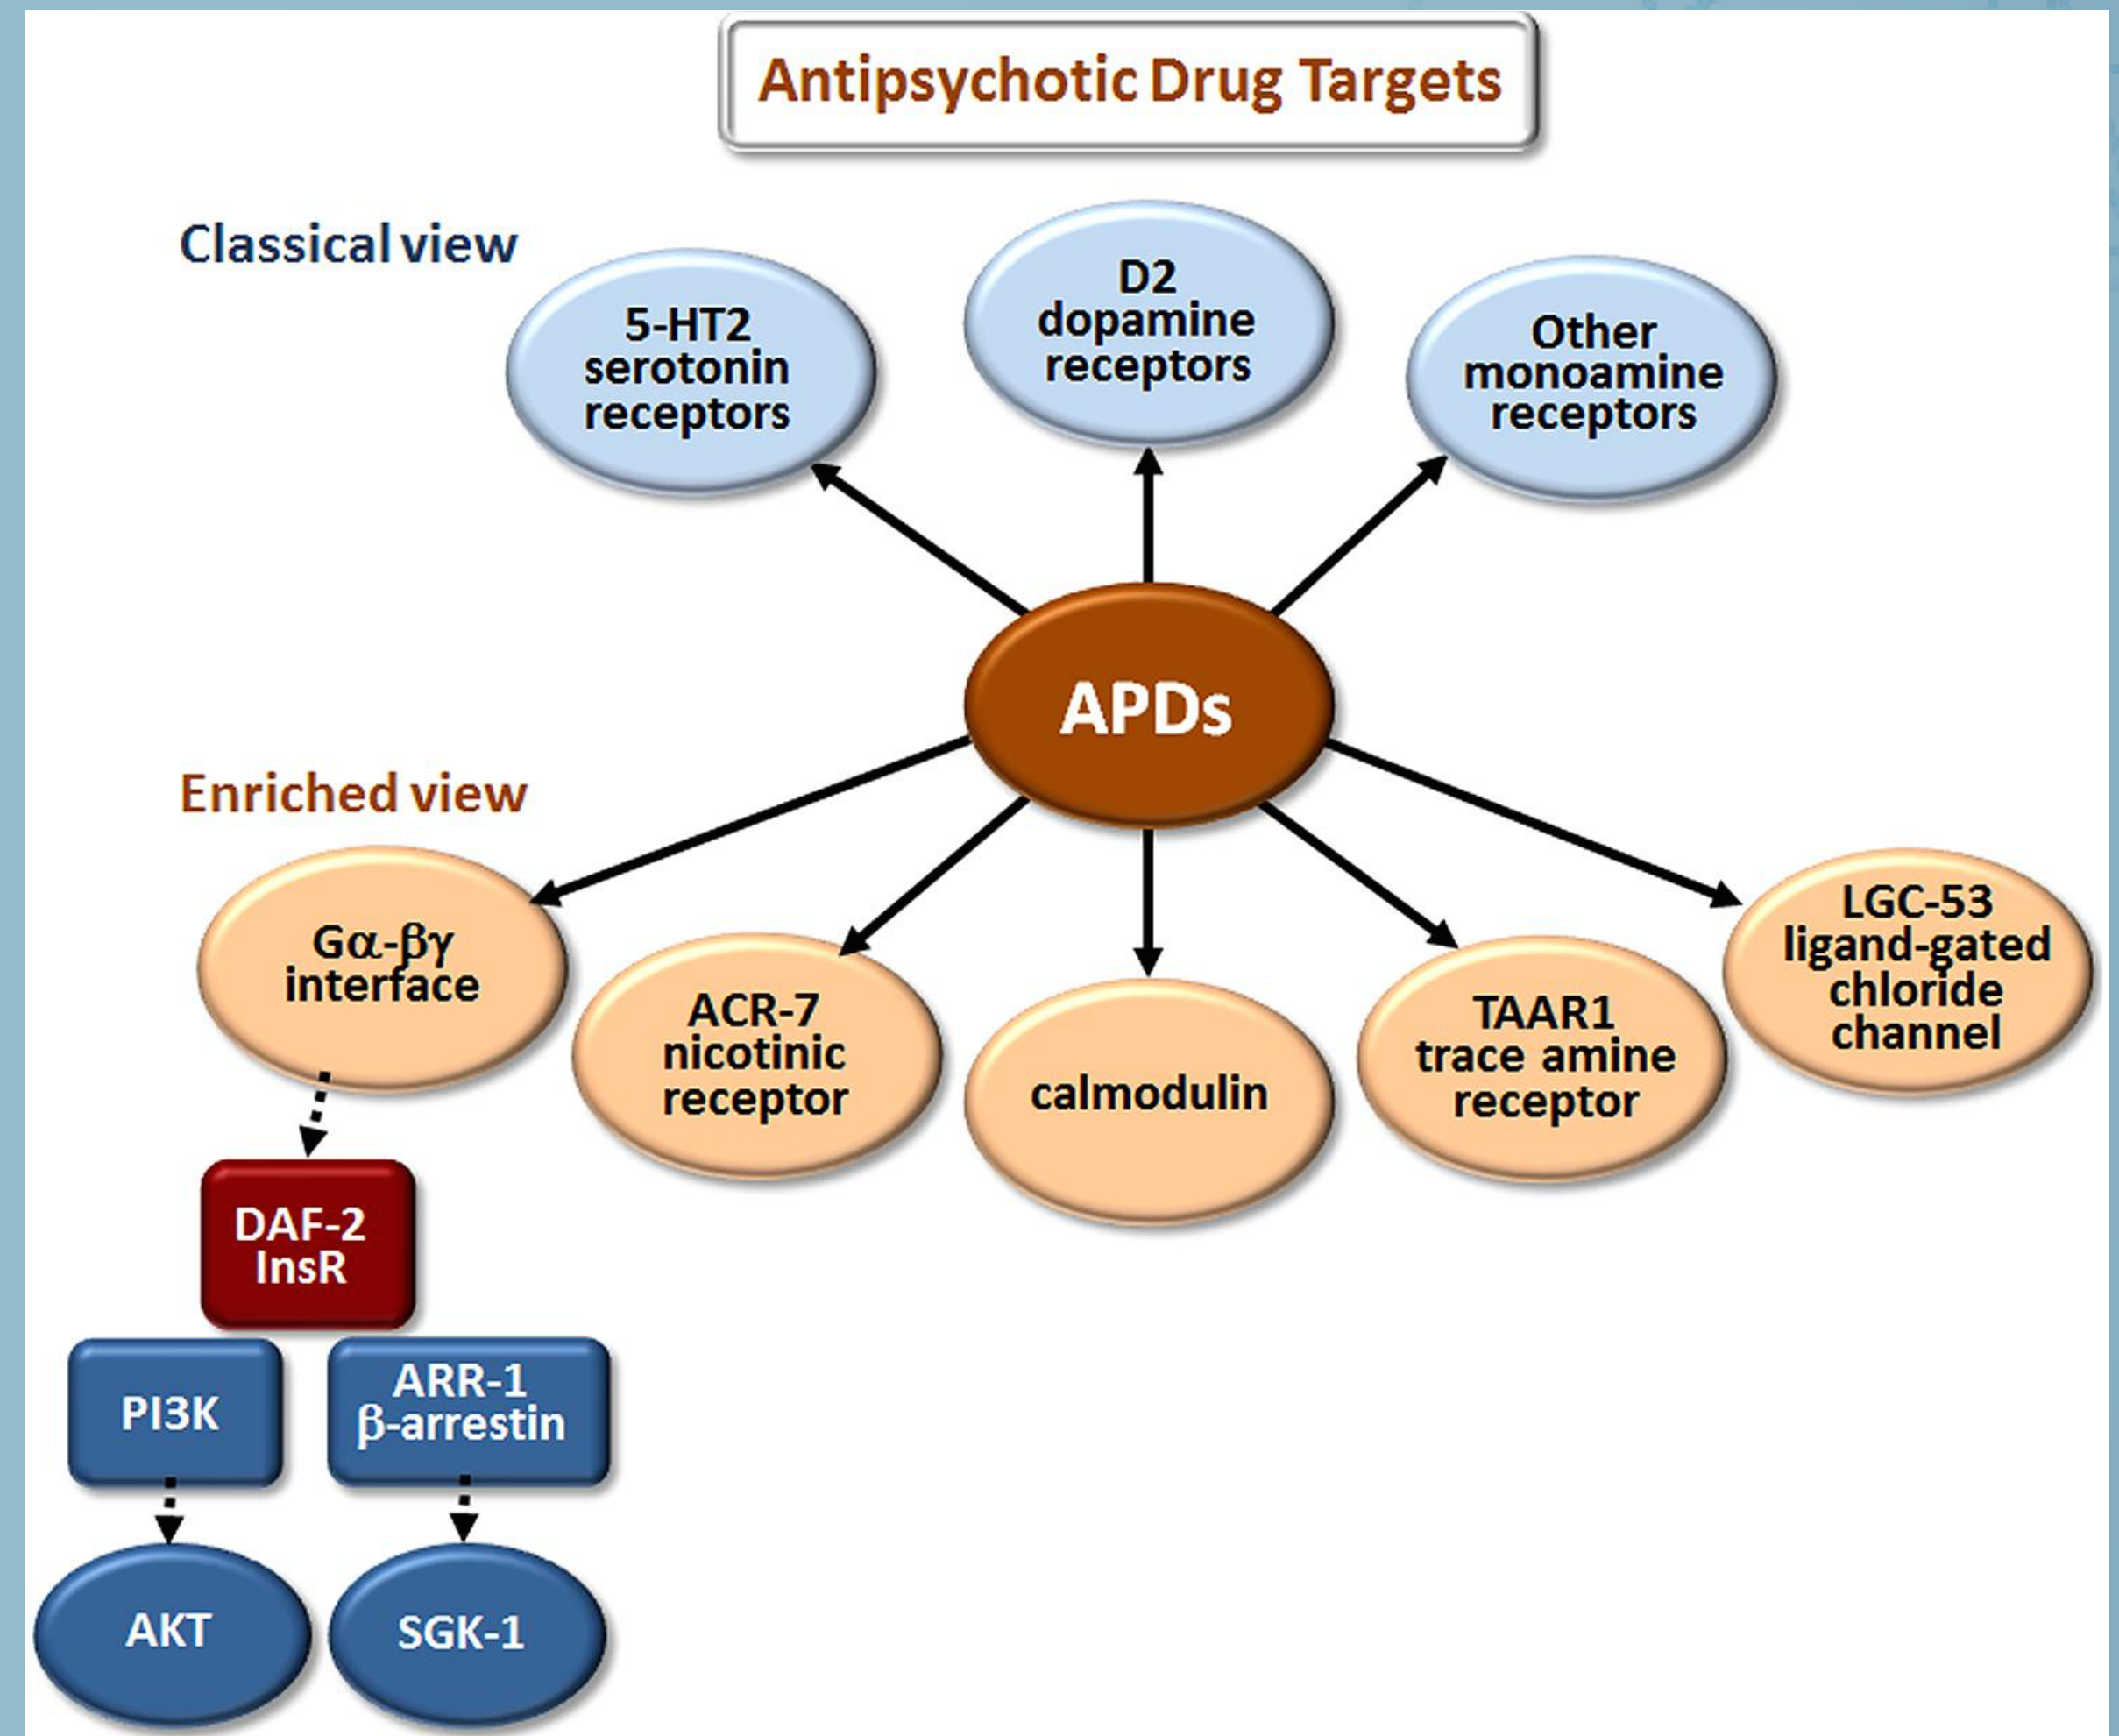 Antipsychotic Drug Targets
Classical view
5-HT2
serotonin
receptors
D2
dopamine
receptors
Other
monoamine
receptors
APDs
Enriched view
Gα-βγ
interface
ACR-7
nicotinic
receptor
calmodulin
TAAR1
trace amine
receptor
LGC-53
ligand-gated
chloride
channel
DAF-2
InsR
PI3K
ARR-1
β-arrestin
AKT
SGK-1